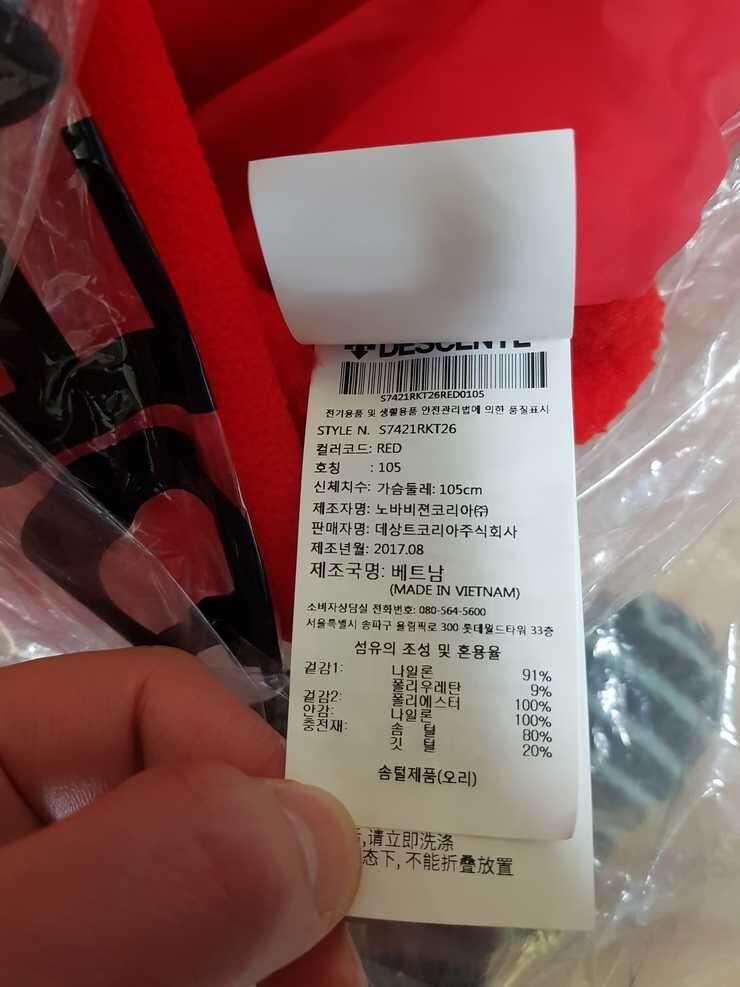 DESCENTE
S7421RKT26RED0105
전기용품 및 생활용품 안전관리법에 의한 품질표시
STYLE N. S7421RKT26
컬러코드: RED
호칭 : 105
신체치수: 가슴둘레: 105cm
제조자명: 노바비젼코리아㈜
판매자명: 데상트코리아주식회사
제조년월: 2017.08
제조국명: 베트남
(MADE IN VIETNAM)
소비자상담실 전화번호: 080-564-5600
서울특별시 송파구 올림픽로 300 롯데월드타워 33층
섬유의 조성 및 혼용율
겉감1: 나일론 91%
폴리우레탄 9%
겉감2: 폴리에스터 100%
안감: 나일론 100%
충전재: 솜 털 80%
깃 털 20%
솜털제품(오리)
,请立即洗涤
态下, 不能折叠放置